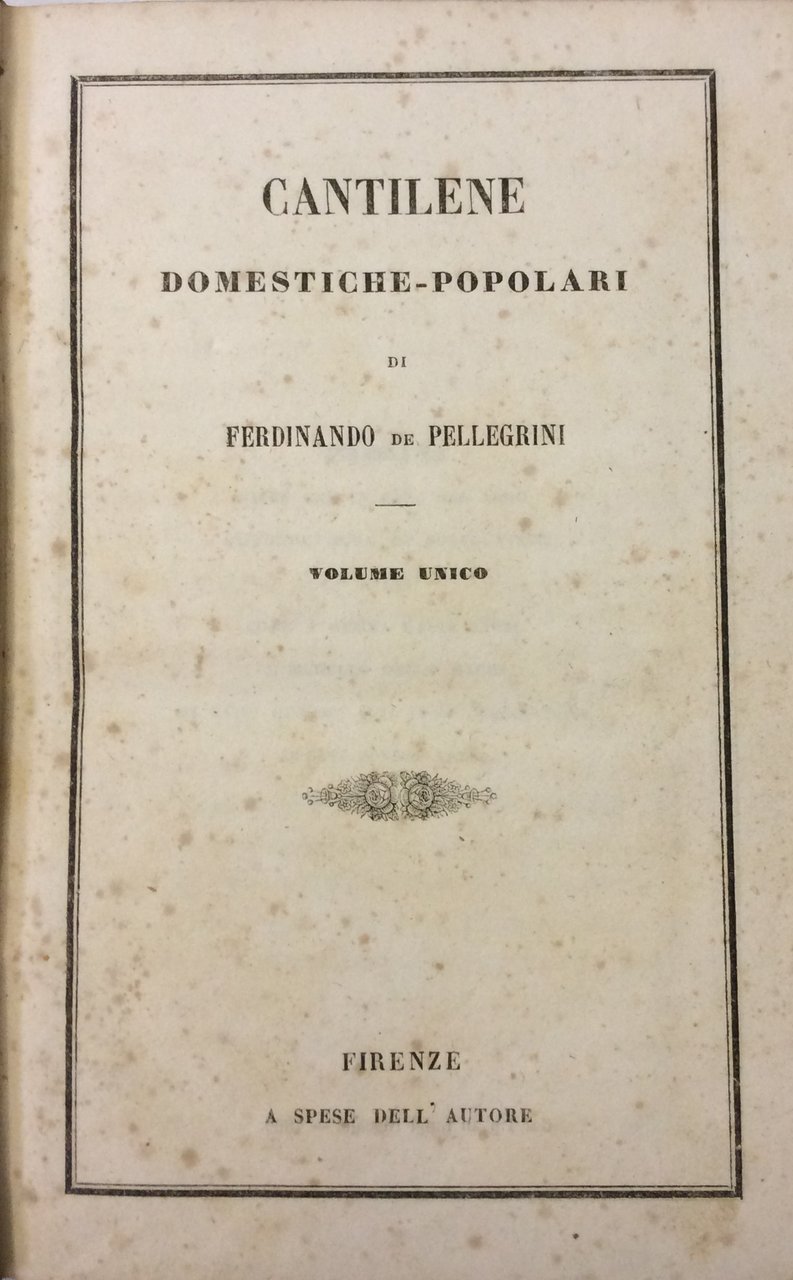 CANTILENE
DOMESTICHE-POPOLARI
DI
FERDINANDO DE PELLEGRINI
VOLUME UNICO
FIRENZE
A SPESE DELL' AUTORE